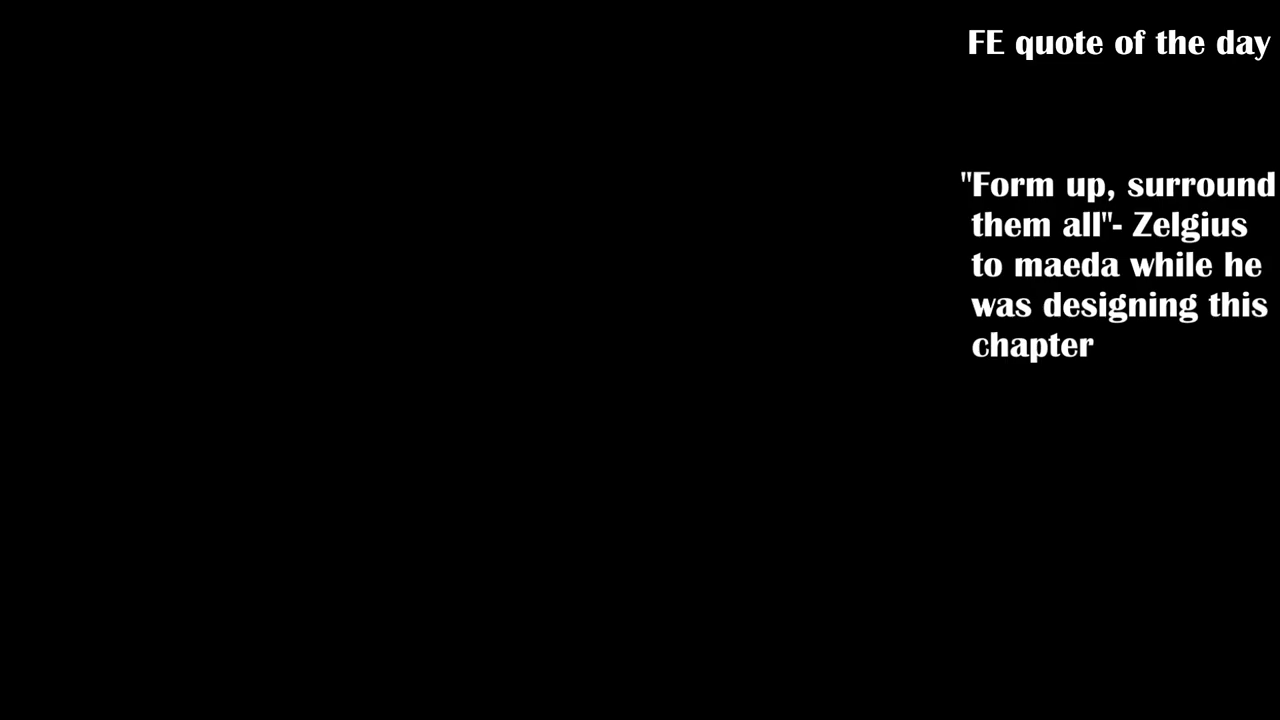 FE quote of the day
"Form up, surround
them all"- Zelgius
to maeda while he
was designing this
chapter